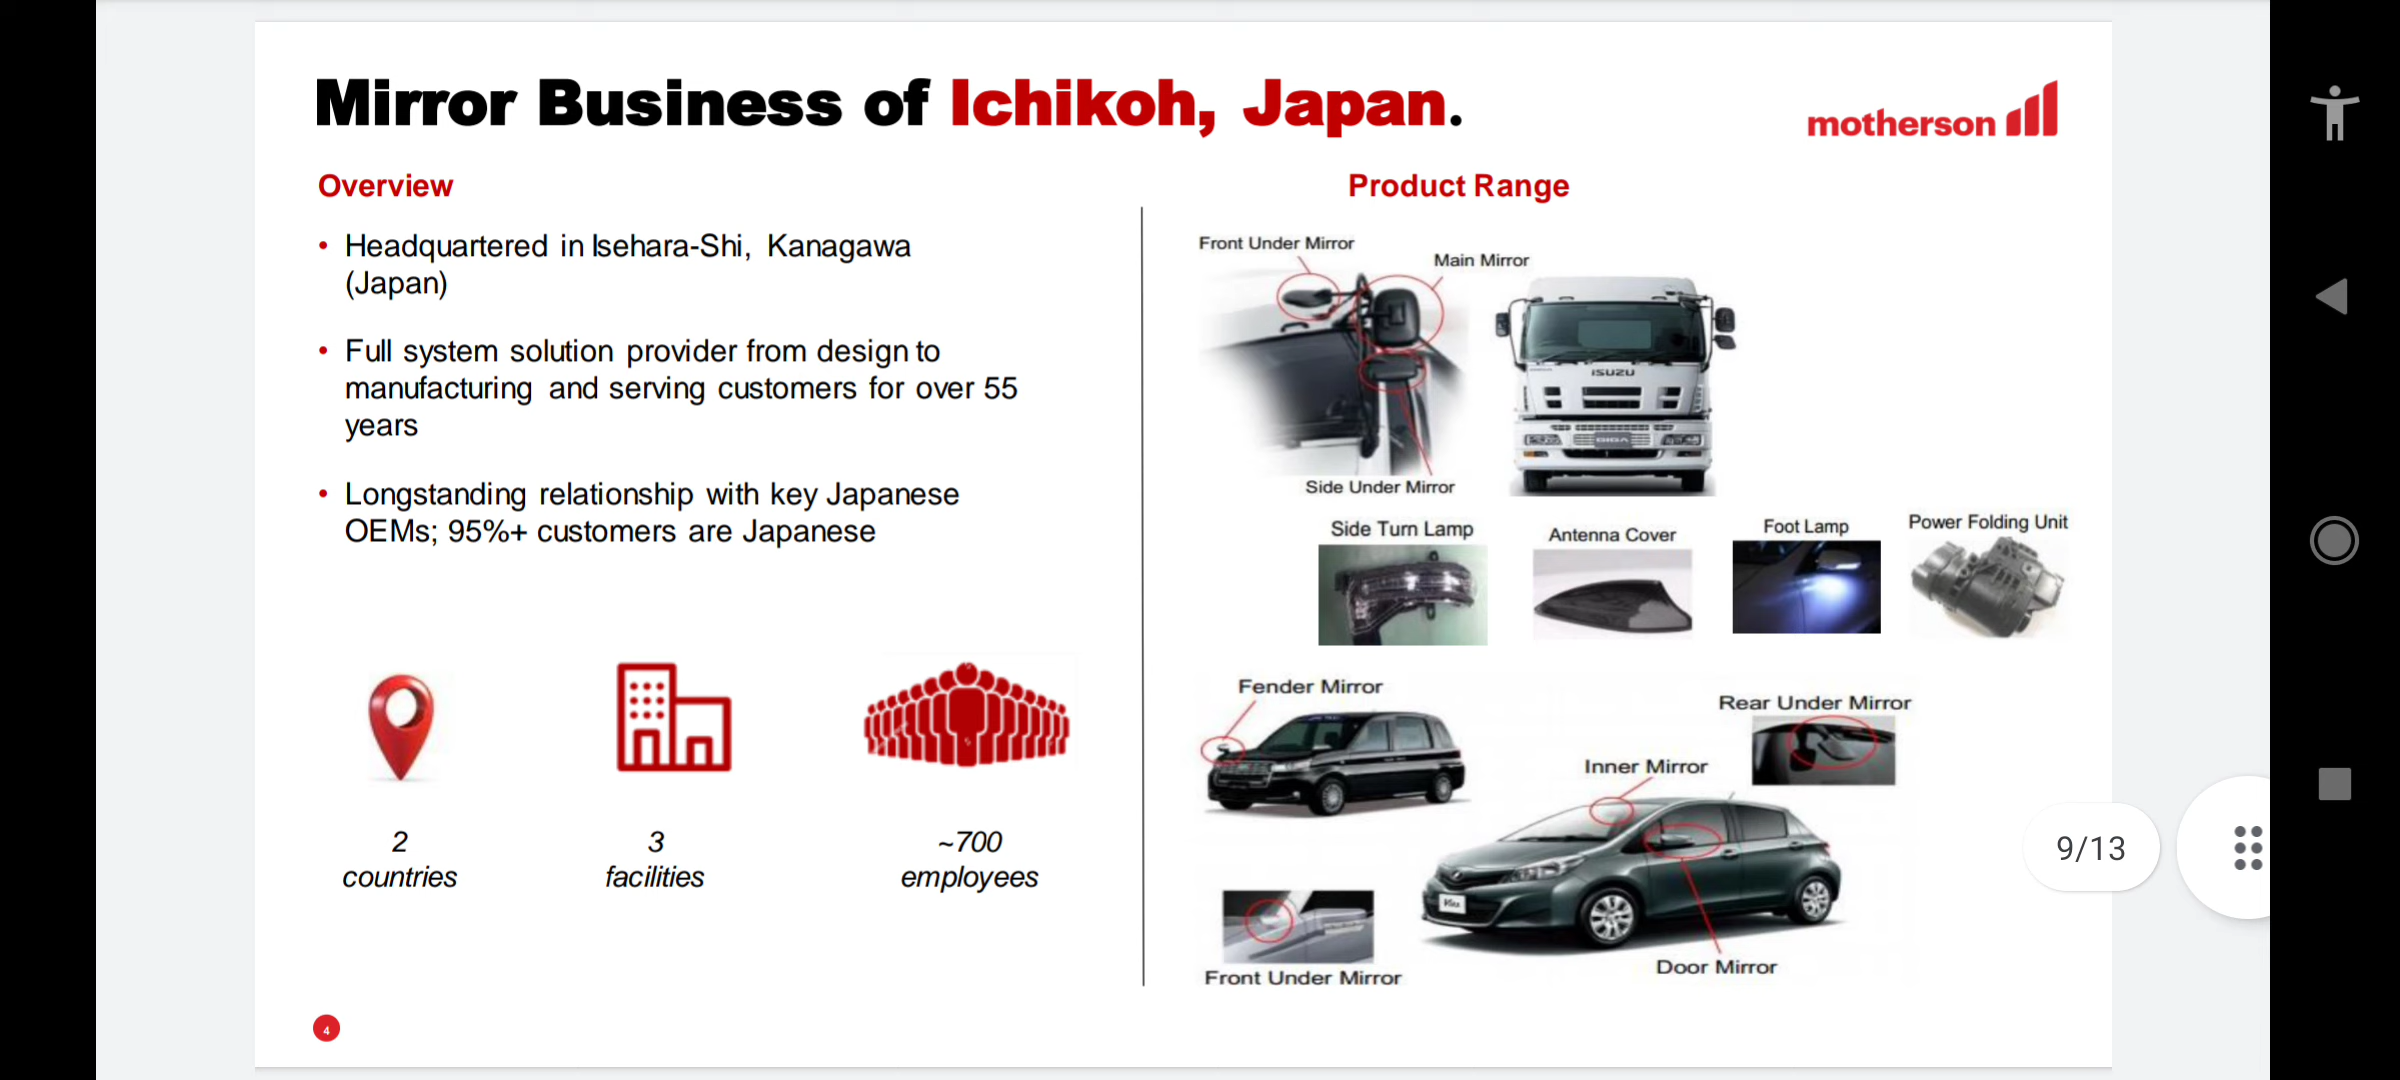 Mirror Business of Ichikoh, Japan.
motherson
Overview
• Headquartered in Isehara-Shi, Kanagawa
(Japan)
• Full system solution provider from design to
manufacturing and serving customers for over 55
years
• Longstanding relationship with key Japanese
OEMs; 95%+ customers are Japanese
2
countries
3
facilities
~700
employees
Product Range
Front Under Mirror
Main Mirror
ISUZU
GIGA
Side Under Mirror
Side Turn Lamp
Antenna Cover
Foot Lamp
Power Folding Unit
Fender Mirror
Rear Under Mirror
Inner Mirror
Vitz
Front Under Mirror
Door Mirror
4
9/13